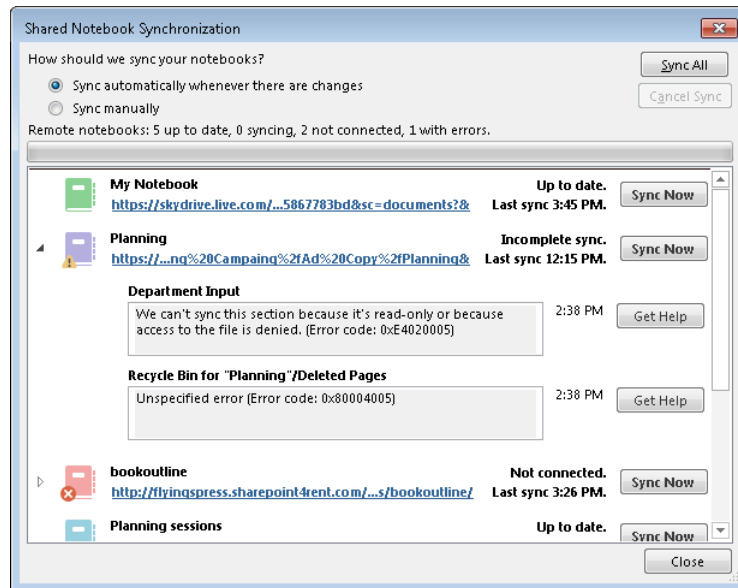 Shared Notebook Synchronization
How should we sync your notebooks?
Sync All
Sync automatically whenever there are changes
Cancel Sync
Sync manually
Remote notebooks: 5 up to date, 0 syncing, 2 not connected, 1 with errors.
My Notebook
Up to date.
Sync Now
https://skydrive.live.com/...5867783bd&sc=documents?&
Last sync 3:45 PM.
Planning
Incomplete sync.
Sync Now
https://...ng%20Campaing%2fAd%20Copy%2fPlanning&
Last sync 12:15 PM.
Department Input
We can't sync this section because it's read-only or because
access to the file is denied. (Error code: 0xE4020005)
2:38 PM
Get Help
Recycle Bin for "Planning"/Deleted Pages
Unspecified error (Error code: 0x80004005)
2:38 PM
Get Help
bookoutline
Not connected.
Sync Now
http://flyingspress.sharepoint4rent.com/...s/bookoutline/
Last sync 3:26 PM.
Planning sessions
Up to date.
Sync Now
Close